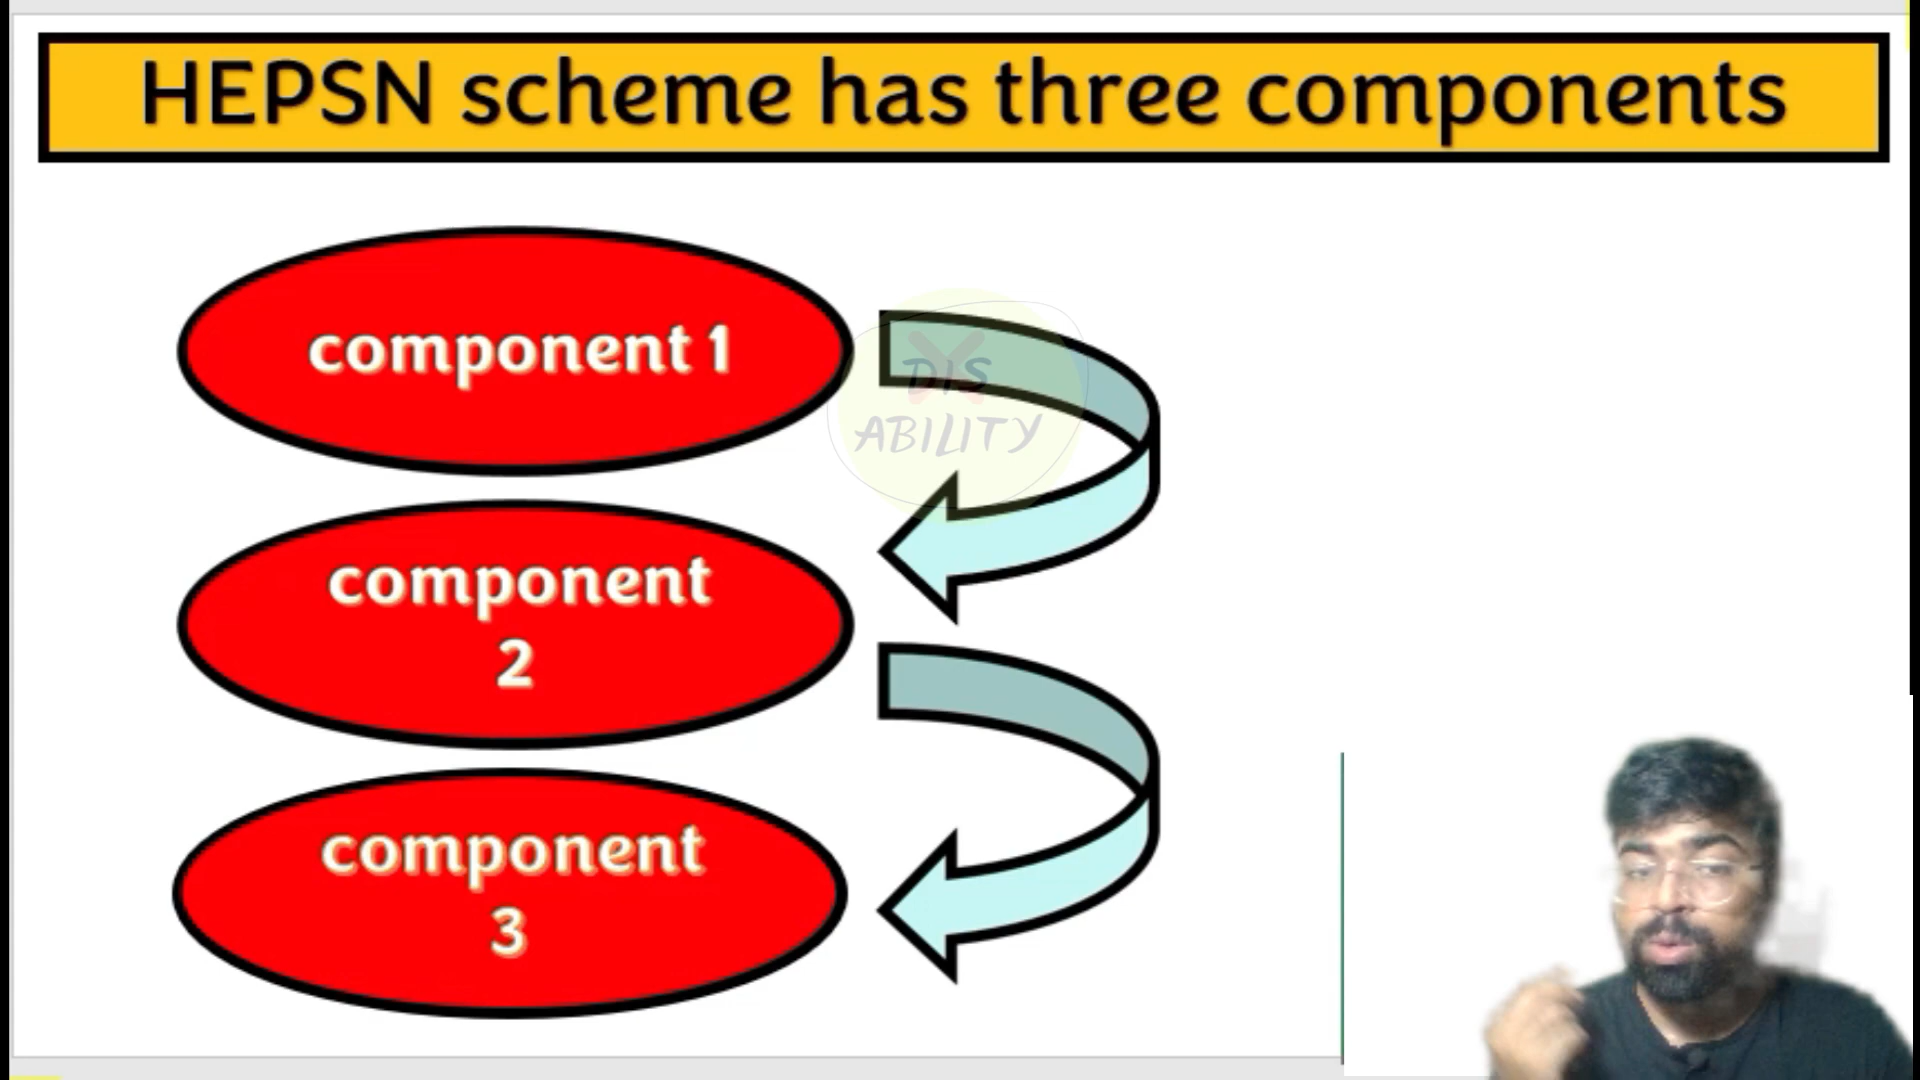 HEPSN scheme has three components
component 1
DIS
ABILITY
component
2
component
3